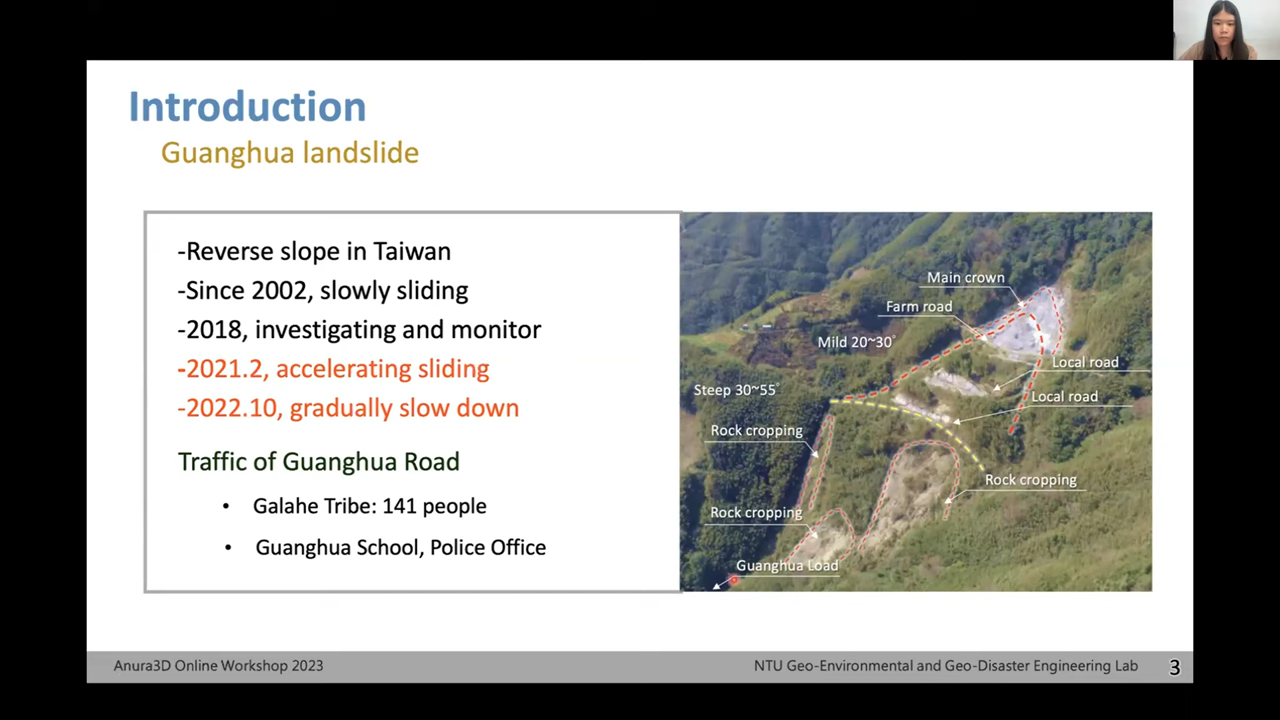 Introduction
Guanghua landslide
-Reverse slope in Taiwan
-Since 2002, slowly sliding
-2018, investigating and monitor
-2021.2, accelerating sliding
-2022.10, gradually slow down
Traffic of Guanghua Road
• Galahe Tribe: 141 people
• Guanghua School, Police Office
Main crown
Farm road
Mild 20~30°
Local road
Steep 30~55°
Local road
Rock cropping
Rock cropping
Rock cropping
Guanghua Load
Anura3D Online Workshop 2023
NTU Geo-Environmental and Geo-Disaster Engineering Lab
3